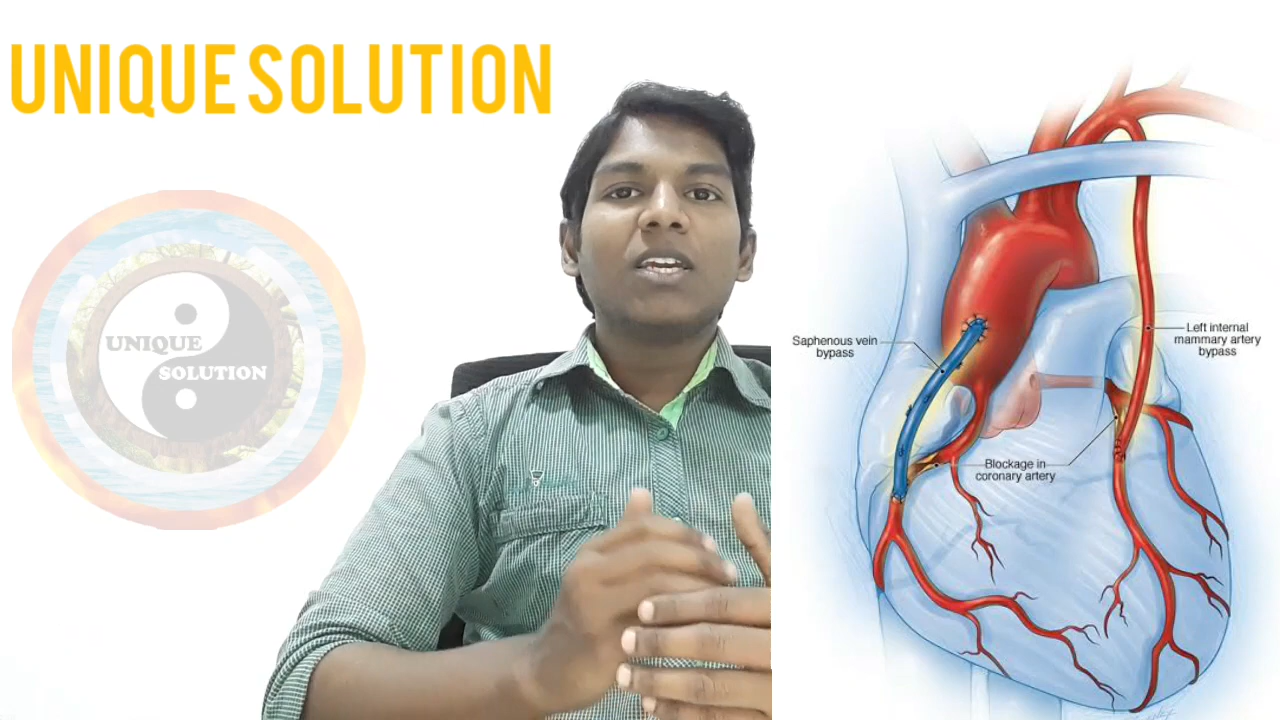 UNIQUE SOLUTION
UNIQUE
SOLUTION
Saphenous vein
bypass
Left internal
mammary artery
bypass
Blockage in
coronary artery